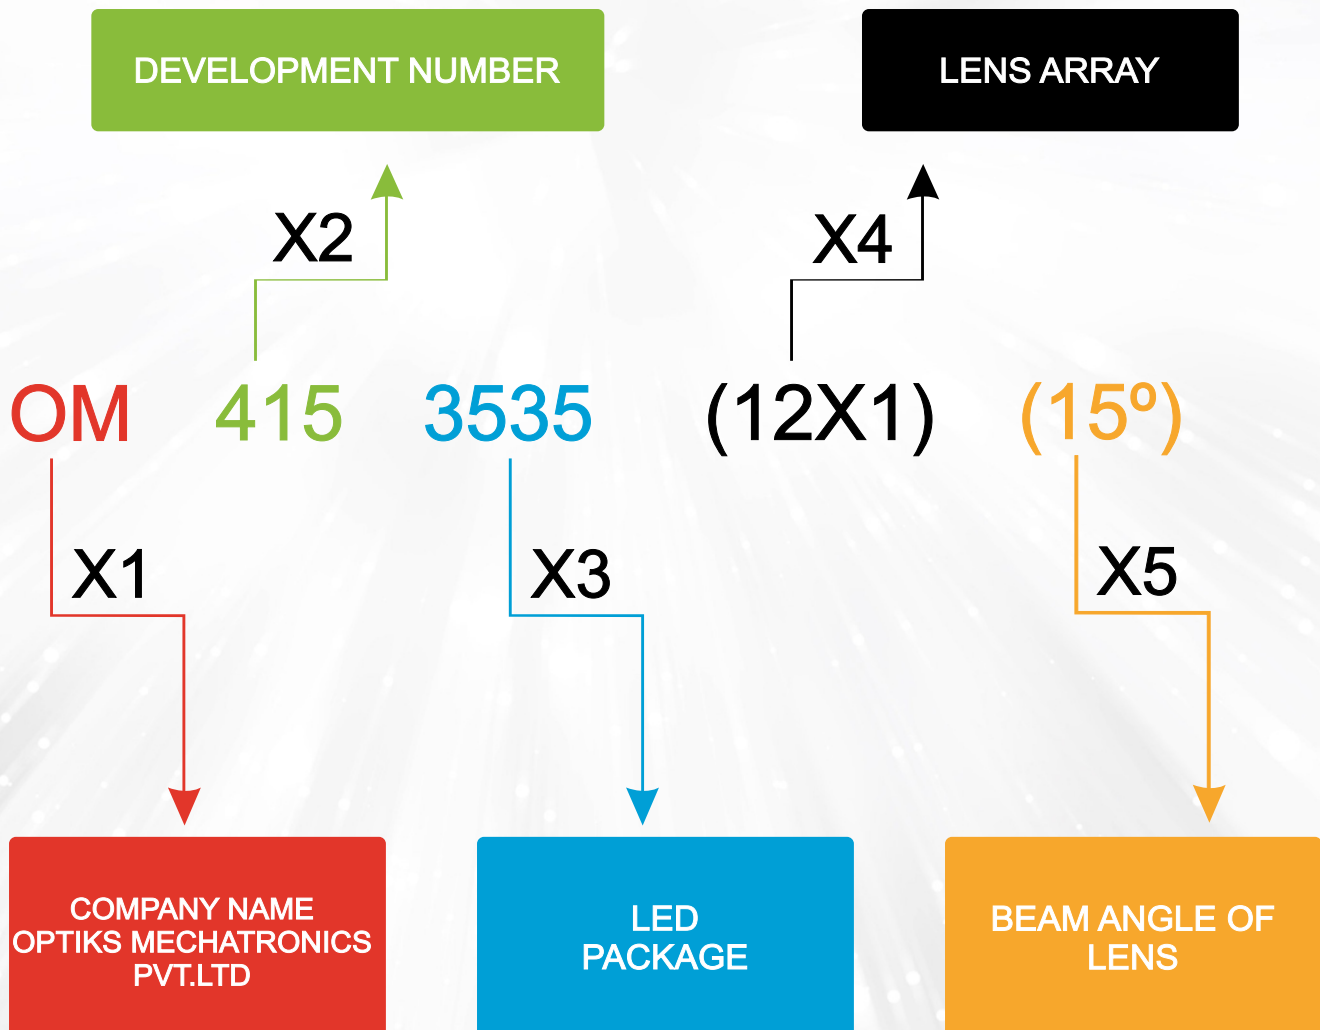 DEVELOPMENT NUMBER
LENS ARRAY
X2
X4
OM 415 3535 (12X1) (15º)
X1
X3
X5
COMPANY NAME
OPTIKS MECHATRONICS
PVT.LTD
LED
PACKAGE
BEAM ANGLE OF
LENS